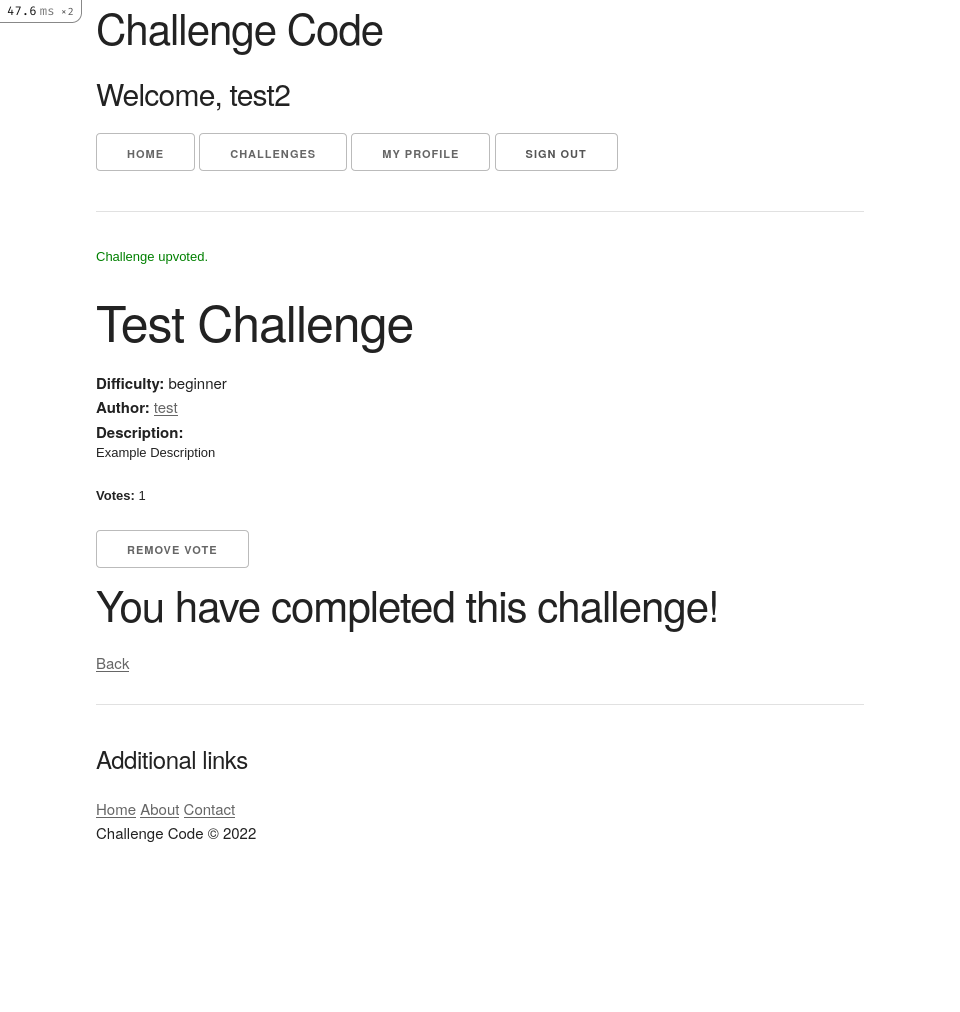 47.6 ms ×2
Challenge Code
Welcome, test2
HOME CHALLENGES MY PROFILE SIGN OUT
Challenge upvoted.
Test Challenge
Difficulty: beginner
Author: test
Description:
Example Description
Votes: 1
REMOVE VOTE
You have completed this challenge!
Back
Additional links
Home About Contact
Challenge Code © 2022